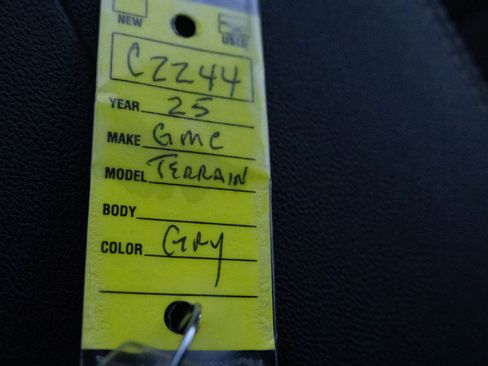 NEW USED
C2244
YEAR 25
MAKE GMC
MODEL TERRAIN
BODY
COLOR GRY